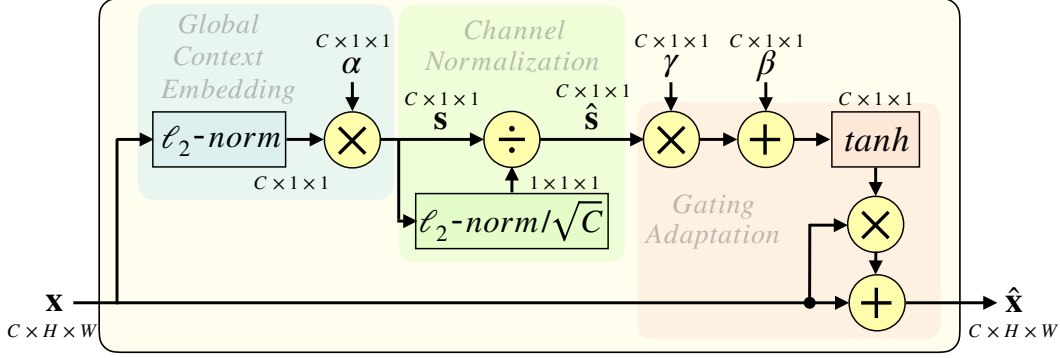 Global
Context
Embedding
C × 1 × 1
α
ℓ₂-norm
×
C × 1 × 1
Channel
Normalization
C × 1 × 1
s
÷
C × 1 × 1
ŝ
1 × 1 × 1
ℓ₂-norm/√C
C × 1 × 1
γ
C × 1 × 1
β
×
+
C × 1 × 1
tanh
Gating
Adaptation
×
+
x
C × H × W
x̂
C × H × W